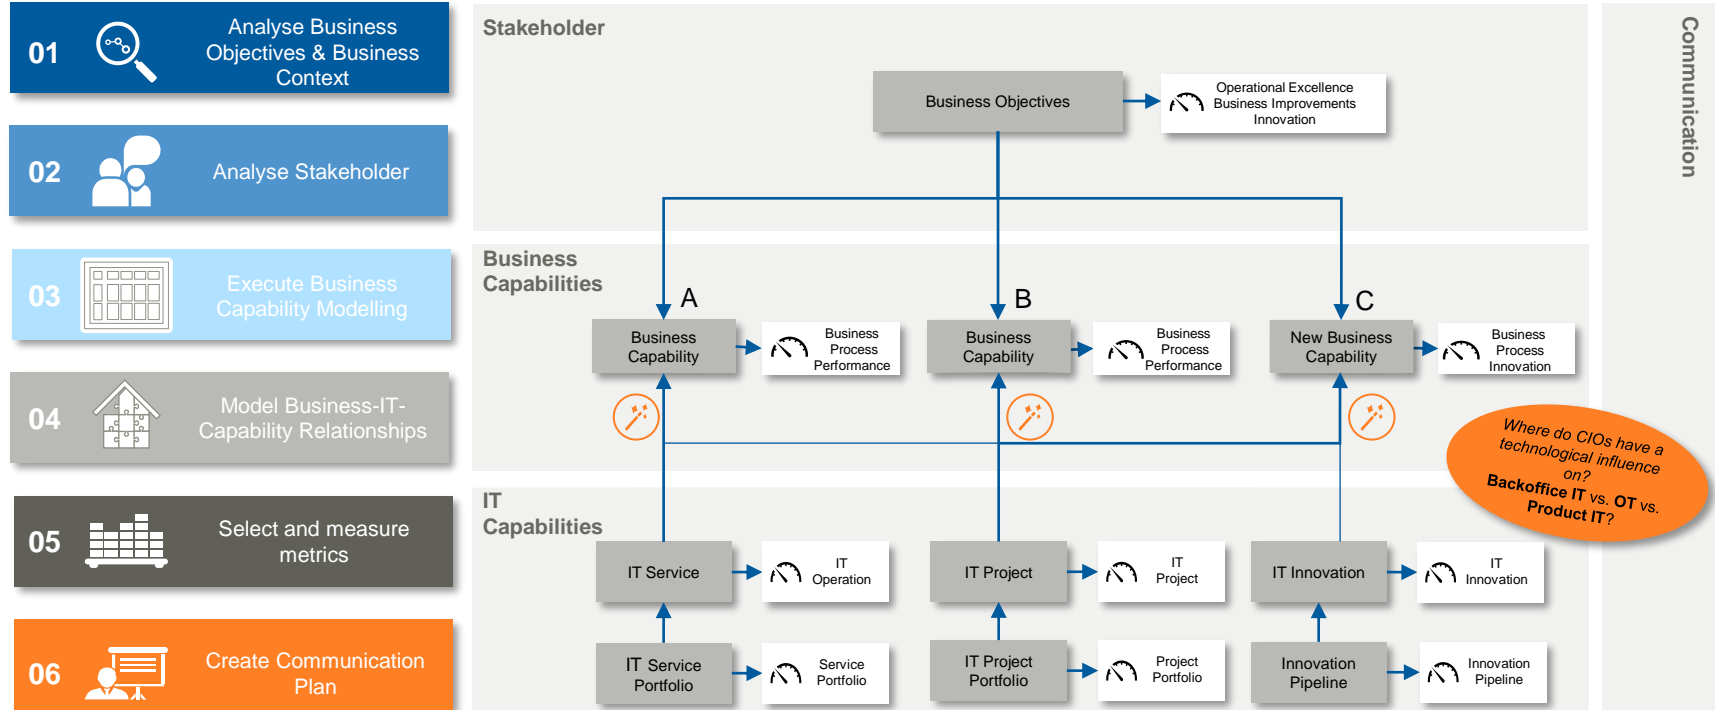 01
Analyse Business
Objectives & Business
Context
02
Analyse Stakeholder
03
Execute Business
Capability Modelling
04
Model Business-IT-
Capability Relationships
05
Select and measure
metrics
06
Create Communication
Plan
Stakeholder
Business Objectives
Operational Excellence
Business Improvements
Innovation
Business
Capabilities
A
Business
Capability
Business
Process
Performance
B
Business
Capability
Business
Process
Performance
C
New Business
Capability
Business
Process
Innovation
IT
Capabilities
IT Service
IT
Operation
IT Project
IT
Project
IT Innovation
IT
Innovation
IT Service
Portfolio
Service
Portfolio
IT Project
Portfolio
Project
Portfolio
Innovation
Pipeline
Innovation
Pipeline
Where do CIOs have a
technological influence
on?
Backoffice IT vs. OT vs.
Product IT?
Communication